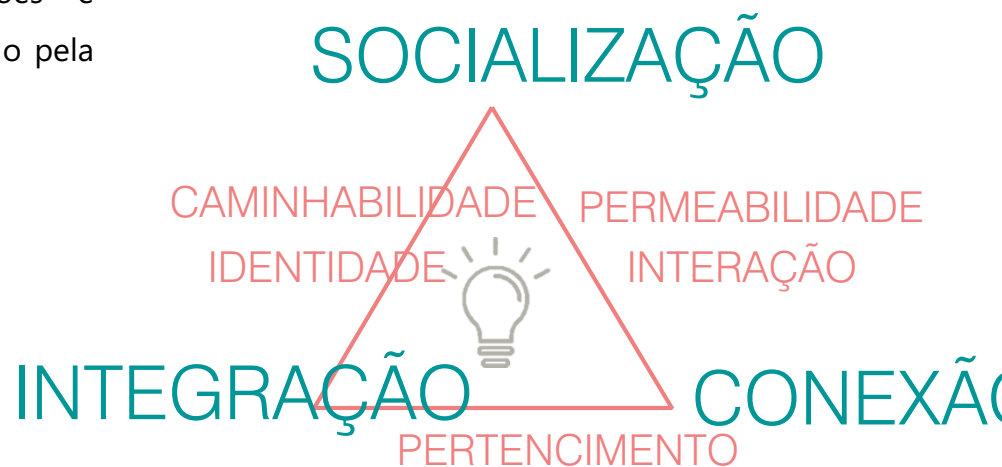 o pela
SOCIALIZAÇÃO
CAMINHABILIDADE PERMEABILIDADE
IDENTIDADE INTERAÇÃO
INTEGRAÇÃO CONEXÃO
PERTENCIMENTO